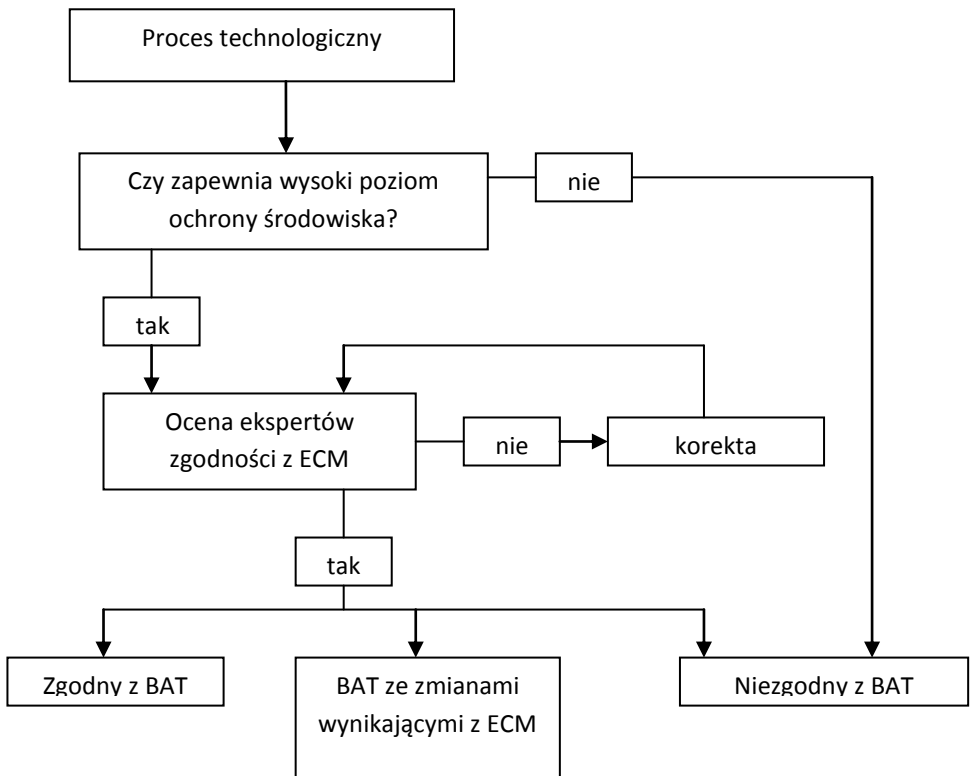 Proces technologiczny
Czy zapewnia wysoki poziom
ochrony środowiska?
nie
tak
Ocena ekspertów
zgodności z ECM
nie
korekta
tak
Zgodny z BAT
BAT ze zmianami
wynikającymi z ECM
Niezgodny z BAT